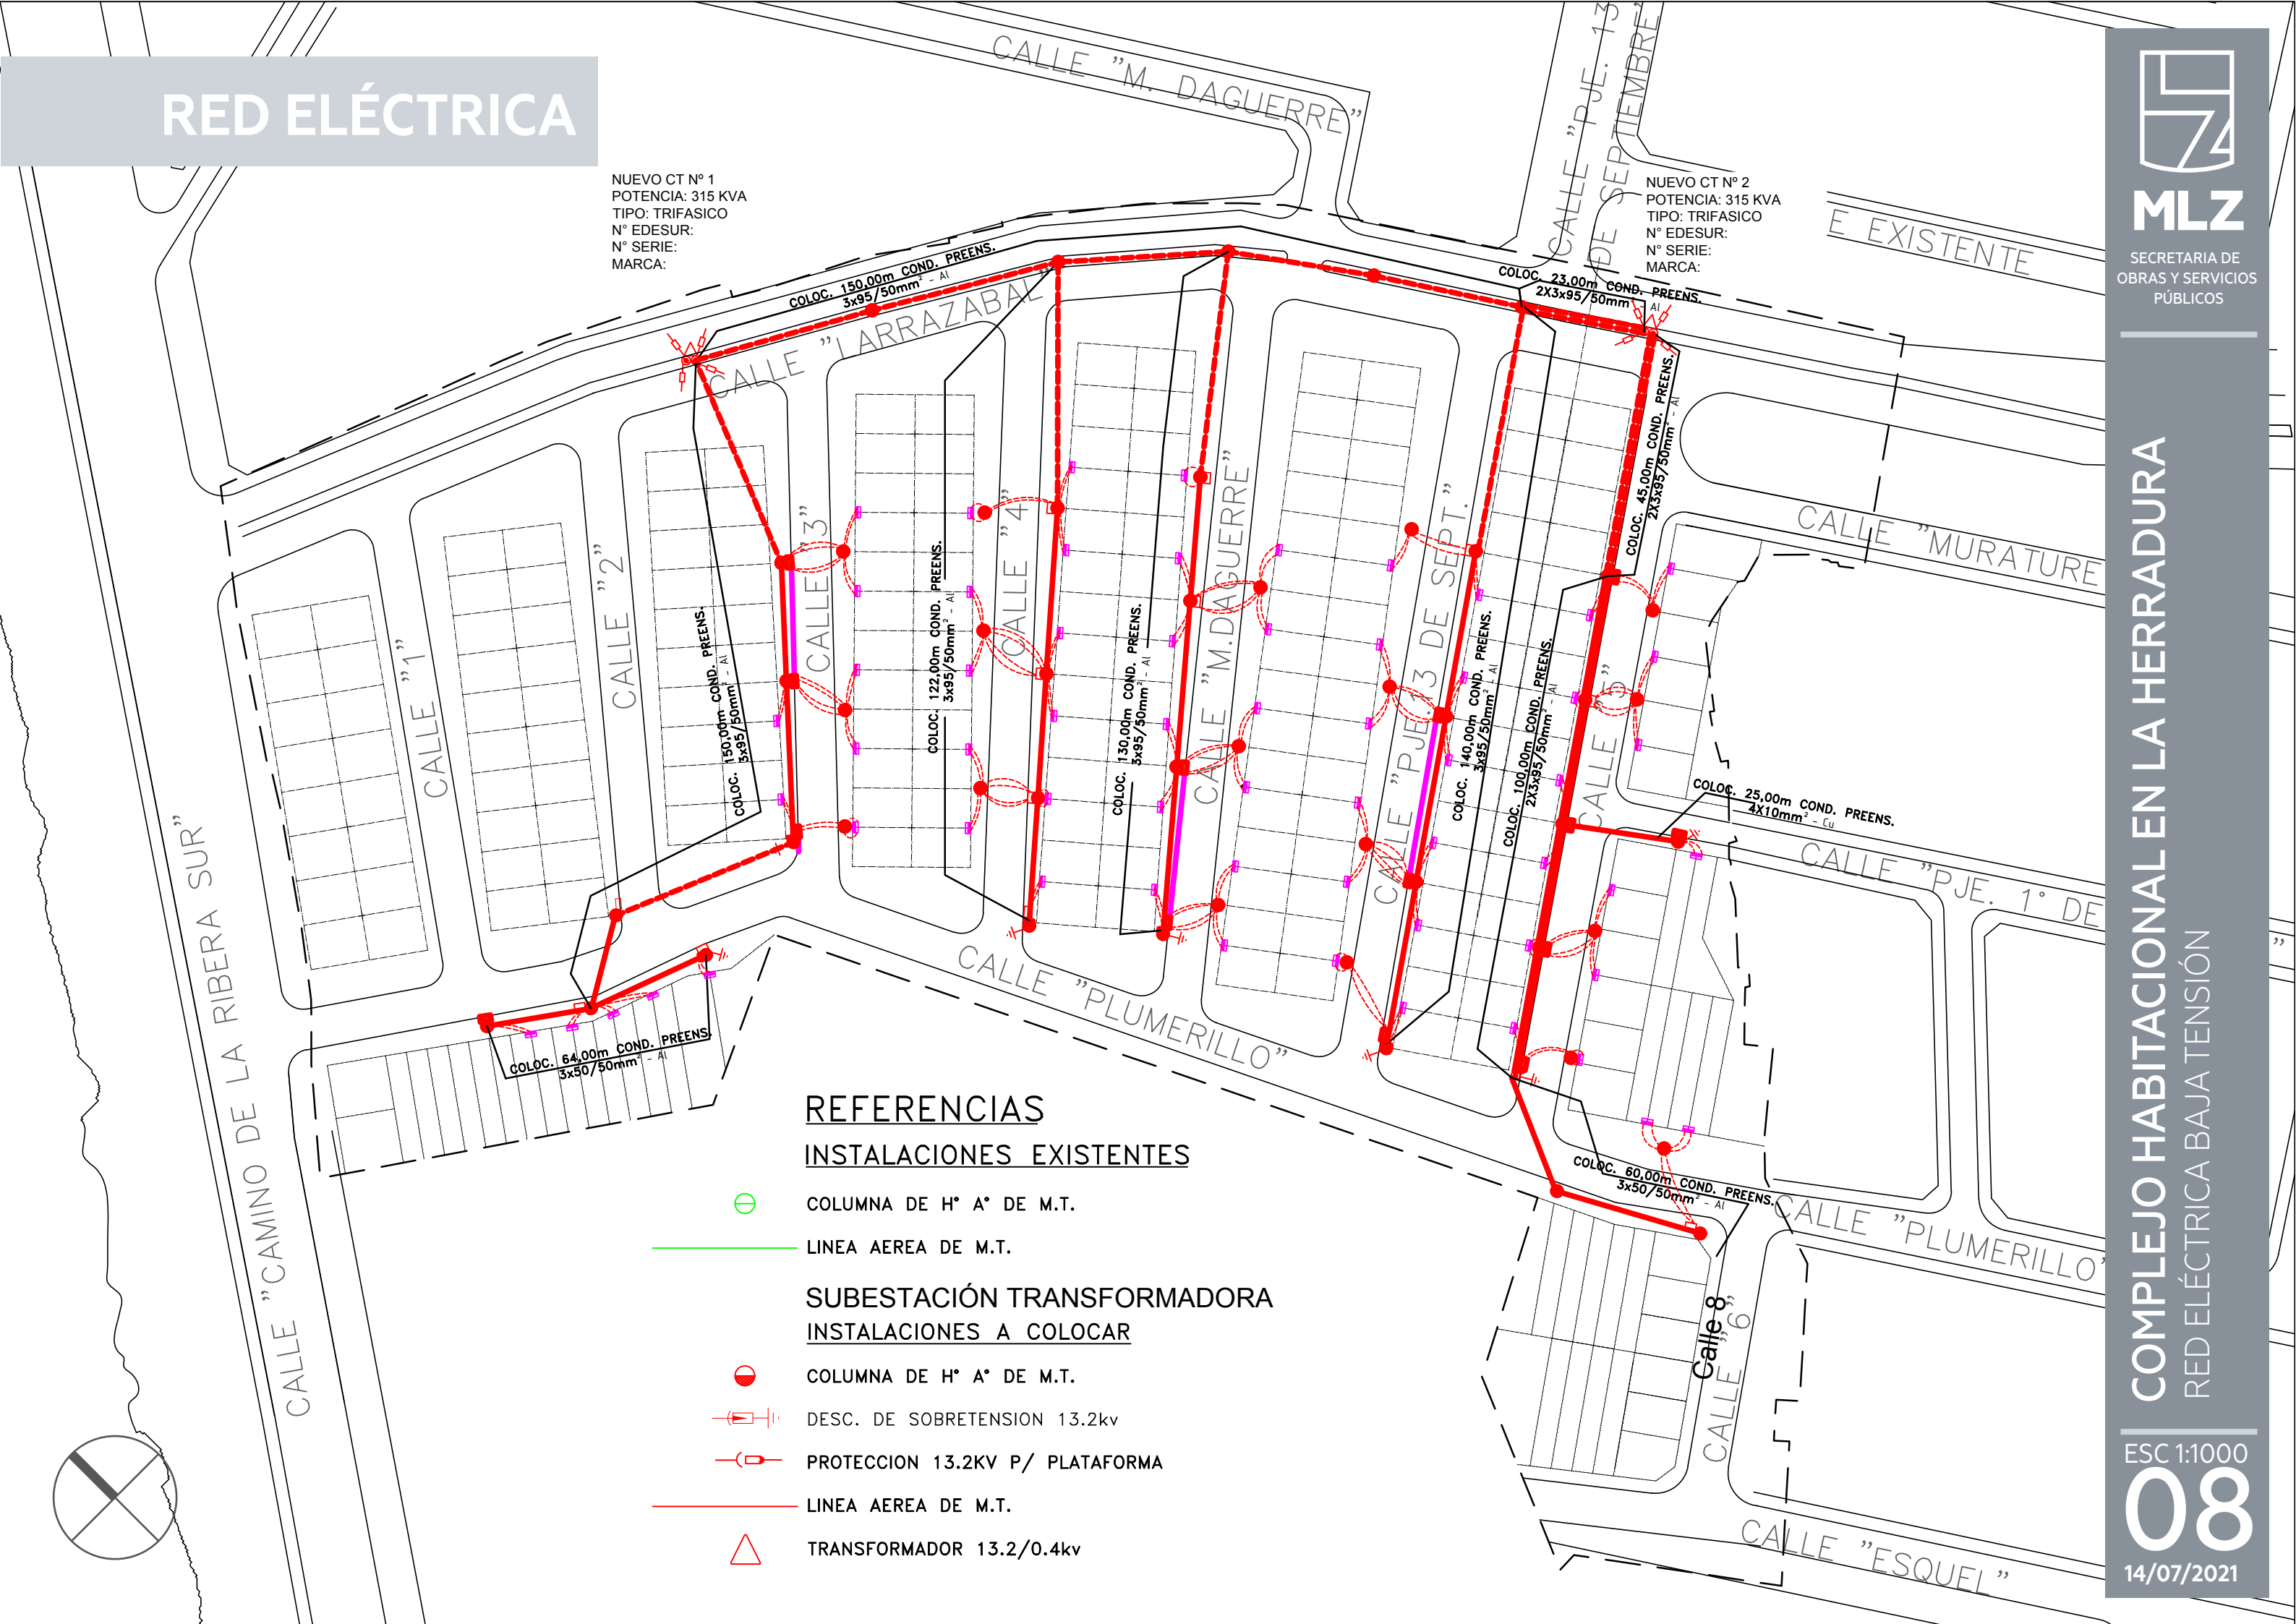 RED ELÉCTRICA
CALLE "M. DAGUERRE"
CALLE "PJE. 13
DE SEPTIEMBRE"
NUEVO CT Nº 1
POTENCIA: 315 KVA
TIPO: TRIFASICO
N° EDESUR:
N° SERIE:
MARCA:
NUEVO CT Nº 2
POTENCIA: 315 KVA
TIPO: TRIFASICO
N° EDESUR:
N° SERIE:
MARCA:
E EXISTENTE
COLOC. 150,00m COND. PREENS.
3x95/50mm² - Al
COLOC. 23,00m COND. PREENS.
2X3x95/50mm² - Al
CALLE "LARRAZABAL"
COLOC. 45,00m COND. PREENS.
2X3x95/50mm² - Al
CALLE "MURATURE
CALLE "1"
CALLE "2"
CALLE "3"
CALLE "4"
CALLE "M.DAGUERRE"
CALLE "PJE. 13 DE SEPT."
CALLE "5"
COLOC. 150,00m COND. PREENS.
3x95/50mm² - Al
COLOC. 122,00m COND. PREENS.
3x95/50mm² - Al
COLOC. 130,00m COND. PREENS.
3x95/50mm² - Al
COLOC. 140,00m COND. PREENS.
3x95/50mm² - Al
COLOC. 100,00m COND. PREENS.
2X3x95/50mm² - Al
COLOC. 25,00m COND. PREENS.
4X10mm² - Cu
CALLE "PJE. 1° DE
"
CALLE "CAMINO DE LA RIBERA SUR"
CALLE "PLUMERILLO"
COLOC. 64,00m COND. PREENS.
3x50/50mm² - Al
COLOC. 60,00m COND. PREENS.
3x50/50mm² - Al
CALLE "PLUMERILLO"
Calle 8
CALLE "6"
CALLE "ESQUEL"
REFERENCIAS
INSTALACIONES EXISTENTES
COLUMNA DE H° A° DE M.T.
LINEA AEREA DE M.T.
SUBESTACIÓN TRANSFORMADORA
INSTALACIONES A COLOCAR
COLUMNA DE H° A° DE M.T.
DESC. DE SOBRETENSION 13.2kv
PROTECCION 13.2KV P/ PLATAFORMA
LINEA AEREA DE M.T.
TRANSFORMADOR 13.2/0.4kv
MLZ
SECRETARIA DE
OBRAS Y SERVICIOS
PÚBLICOS
COMPLEJO HABITACIONAL EN LA HERRADURA
RED ELÉCTRICA BAJA TENSIÓN
ESC 1:1000
08
14/07/2021